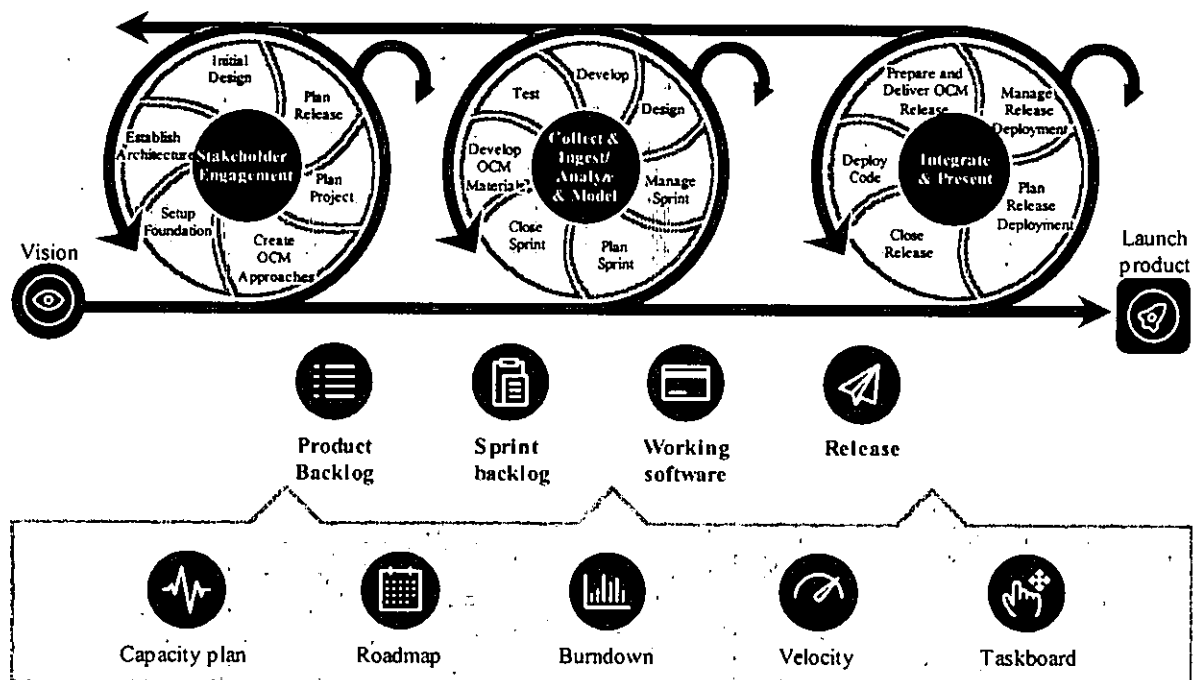 Initial
Design
Plan
Release
Plan
Project
Create
OCM
Approaches
Setup
Foundation
Establish
Architecture
Stakeholder
Engagement
Develop
Design
Manage
Sprint
Plan
Sprint
Close
Sprint
Develop
OCM
Materials
Test
Collect &
Ingest/
Analyze
& Model
Prepare and
Deliver OCM
Release
Manage
Release
Deployment
Plan
Release
Deployment
Close
Release
Deploy
Code
Integrate
& Present
Vision
Launch
product
Product
Backlog
Sprint
backlog
Working
software
Release
Capacity plan
Roadmap
Burndown
Velocity
Taskboard